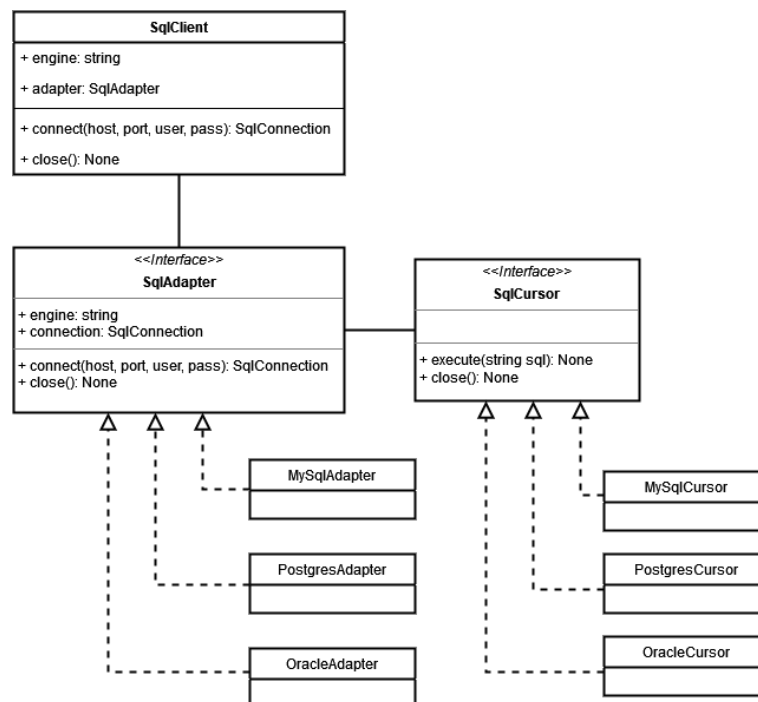 SqlClient
+ engine: string
+ adapter: SqlAdapter
+ connect(host, port, user, pass): SqlConnection
+ close(): None
<<Interface>>
SqlAdapter
+ engine: string
+ connection: SqlConnection
+ connect(host, port, user, pass): SqlConnection
+ close(): None
<<Interface>>
SqlCursor
+ execute(string sql): None
+ close(): None
MySqlAdapter
PostgresAdapter
OracleAdapter
MySqlCursor
PostgresCursor
OracleCursor